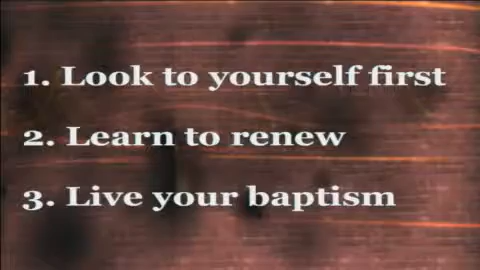 1. Look to yourself first
2. Learn to renew
3. Live your baptism